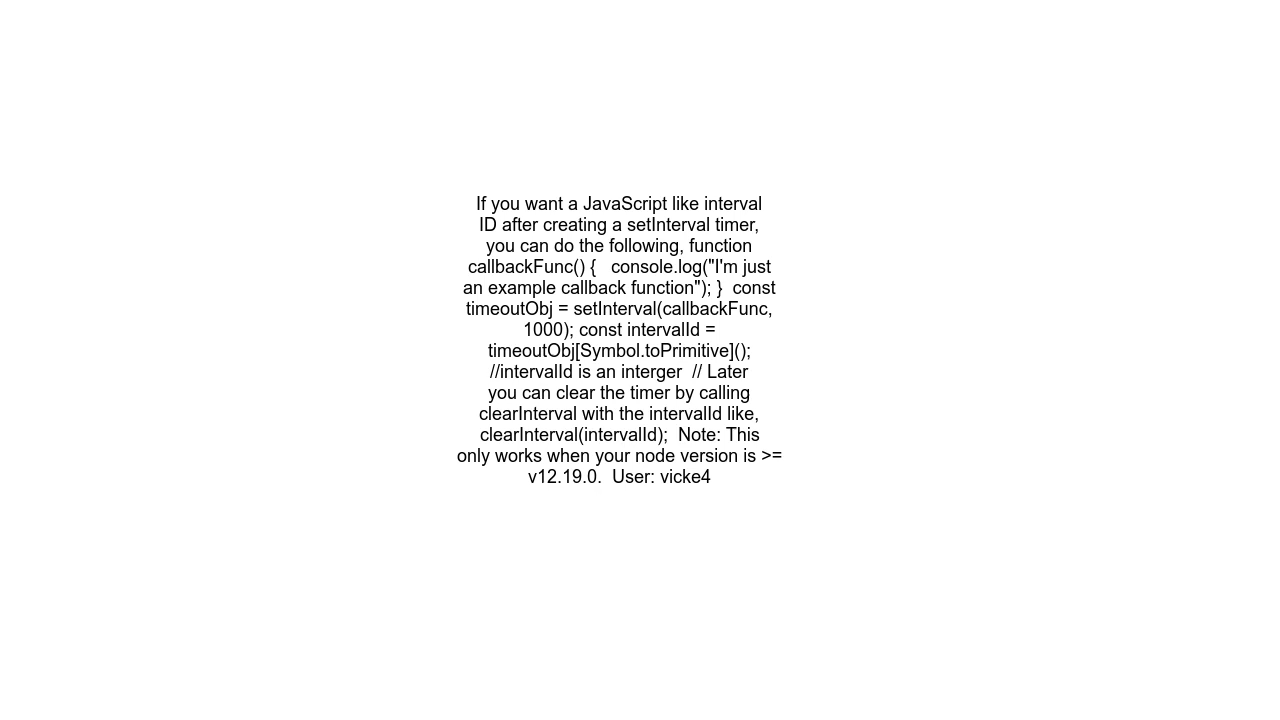 If you want a JavaScript like interval
ID after creating a setInterval timer,
you can do the following, function
callbackFunc() {   console.log("I'm just
an example callback function"); }  const
timeoutObj = setInterval(callbackFunc,
1000); const intervalId =
timeoutObj[Symbol.toPrimitive]();
//intervalId is an interger  // Later
you can clear the timer by calling
clearInterval with the intervalId like,
clearInterval(intervalId);  Note: This
only works when your node version is >=
v12.19.0.  User: vicke4